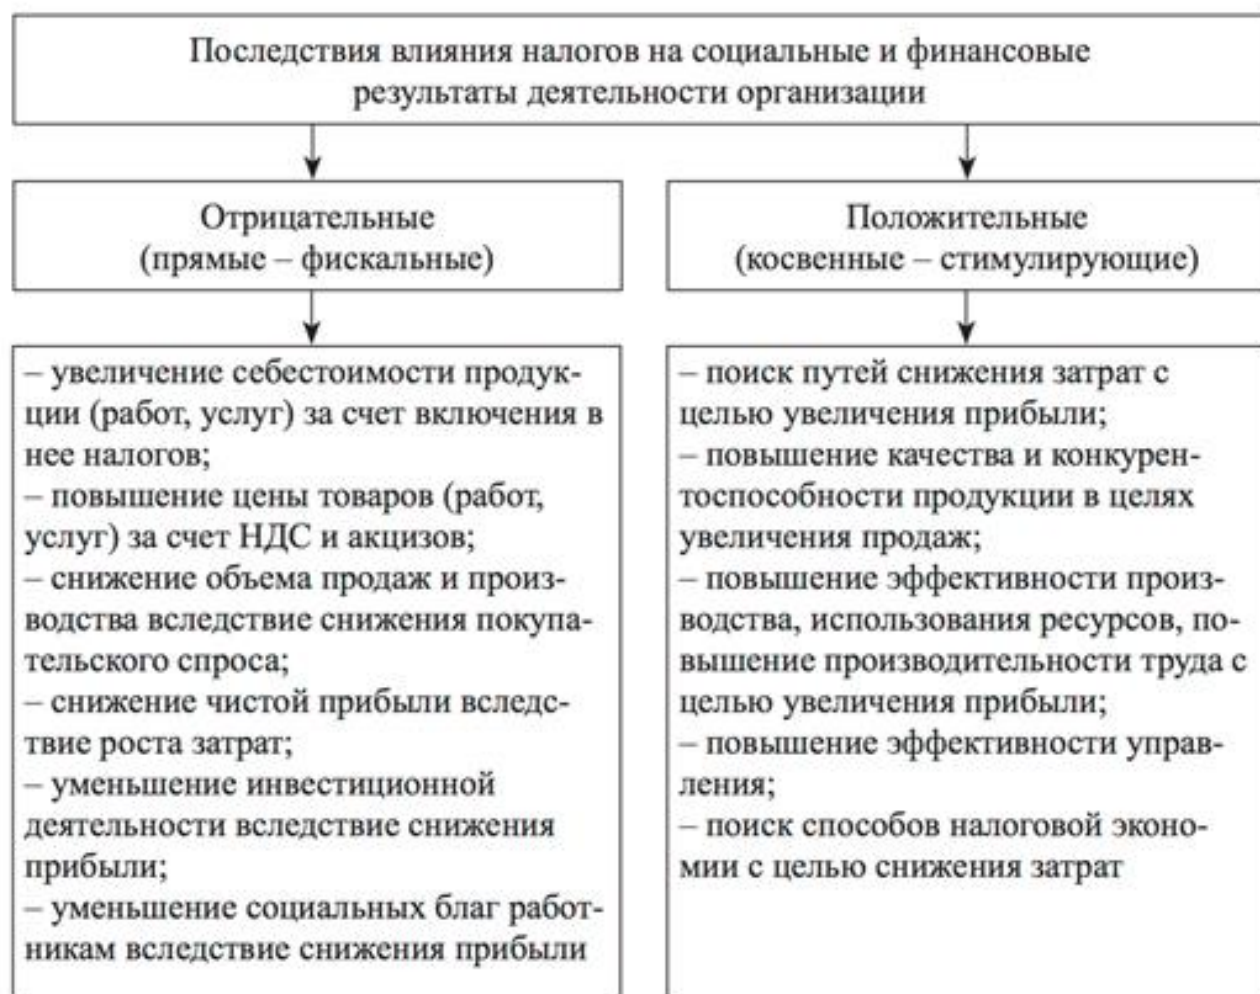 Последствия влияния налогов на социальные и финансовые
результаты деятельности организации
Отрицательные
(прямые – фискальные)
Положительные
(косвенные – стимулирующие)
– увеличение себестоимости продук-
ции (работ, услуг) за счет включения в
нее налогов;
– повышение цены товаров (работ,
услуг) за счет НДС и акцизов;
– снижение объема продаж и произ-
водства вследствие снижения покупа-
тельского спроса;
– снижение чистой прибыли вследс-
твие роста затрат;
– уменьшение инвестиционной
деятельности вследствие снижения
прибыли;
– уменьшение социальных благ работ-
никам вследствие снижения прибыли
– поиск путей снижения затрат с
целью увеличения прибыли;
– повышение качества и конкурен-
тоспособности продукции в целях
увеличения продаж;
– повышение эффективности произ-
водства, использования ресурсов, по-
вышение производительности труда с
целью увеличения прибыли;
– повышение эффективности управ-
ления;
– поиск способов налоговой эконо-
мии с целью снижения затрат